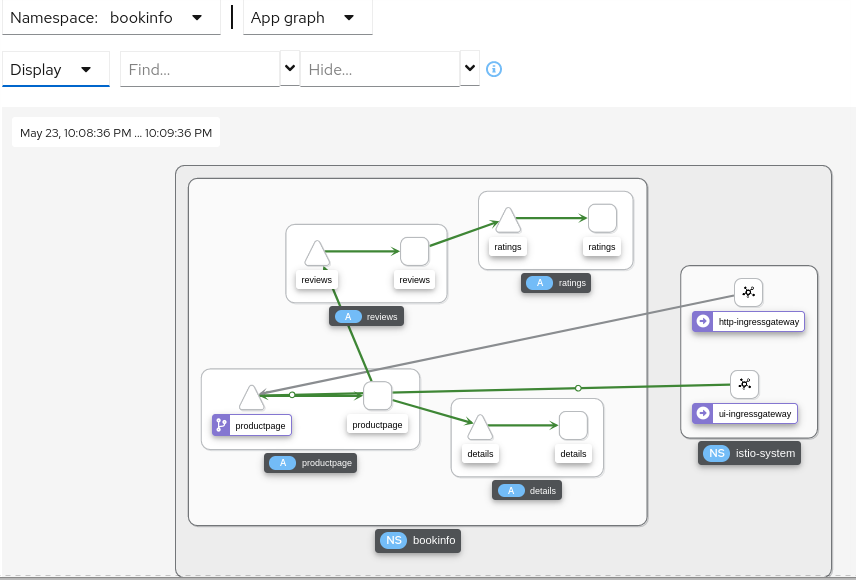 Namespace: bookinfo
App graph
Display
Find...
Hide...
May 23, 10:08:36 PM ... 10:09:36 PM
ratings
ratings
A ratings
reviews
reviews
A reviews
http-ingressgateway
ui-ingressgateway
NS istio-system
productpage
productpage
A productpage
details
details
A details
NS bookinfo